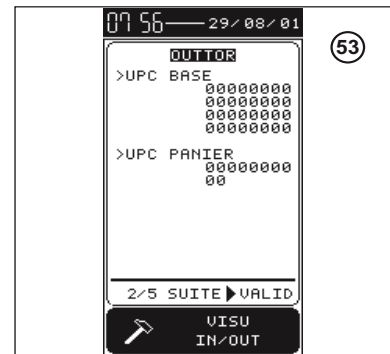 07 56 29/08/01
53
OUTTOR
>UPC BASE
00000000
00000000
00000000
00000000
>UPC PANIER
00000000
00
2/5 SUITE▶VALID
VISU
IN/OUT